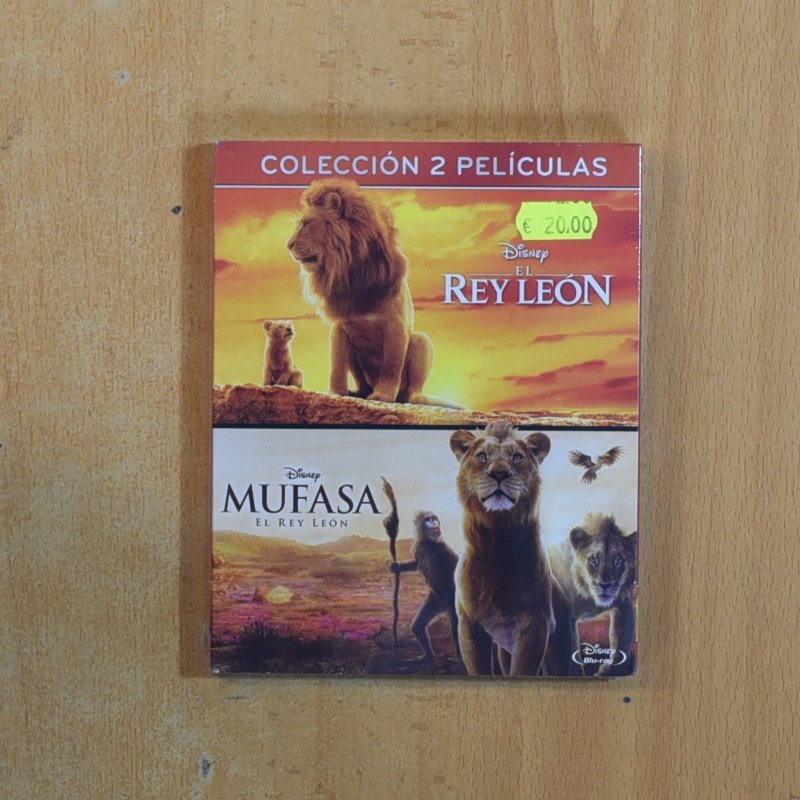 COLECCIÓN 2 PELÍCULAS
€ 20.00
Disney
EL
REY LEÓN
Disney
MUFASA
EL REY LEÓN
Disney
Blu-ray